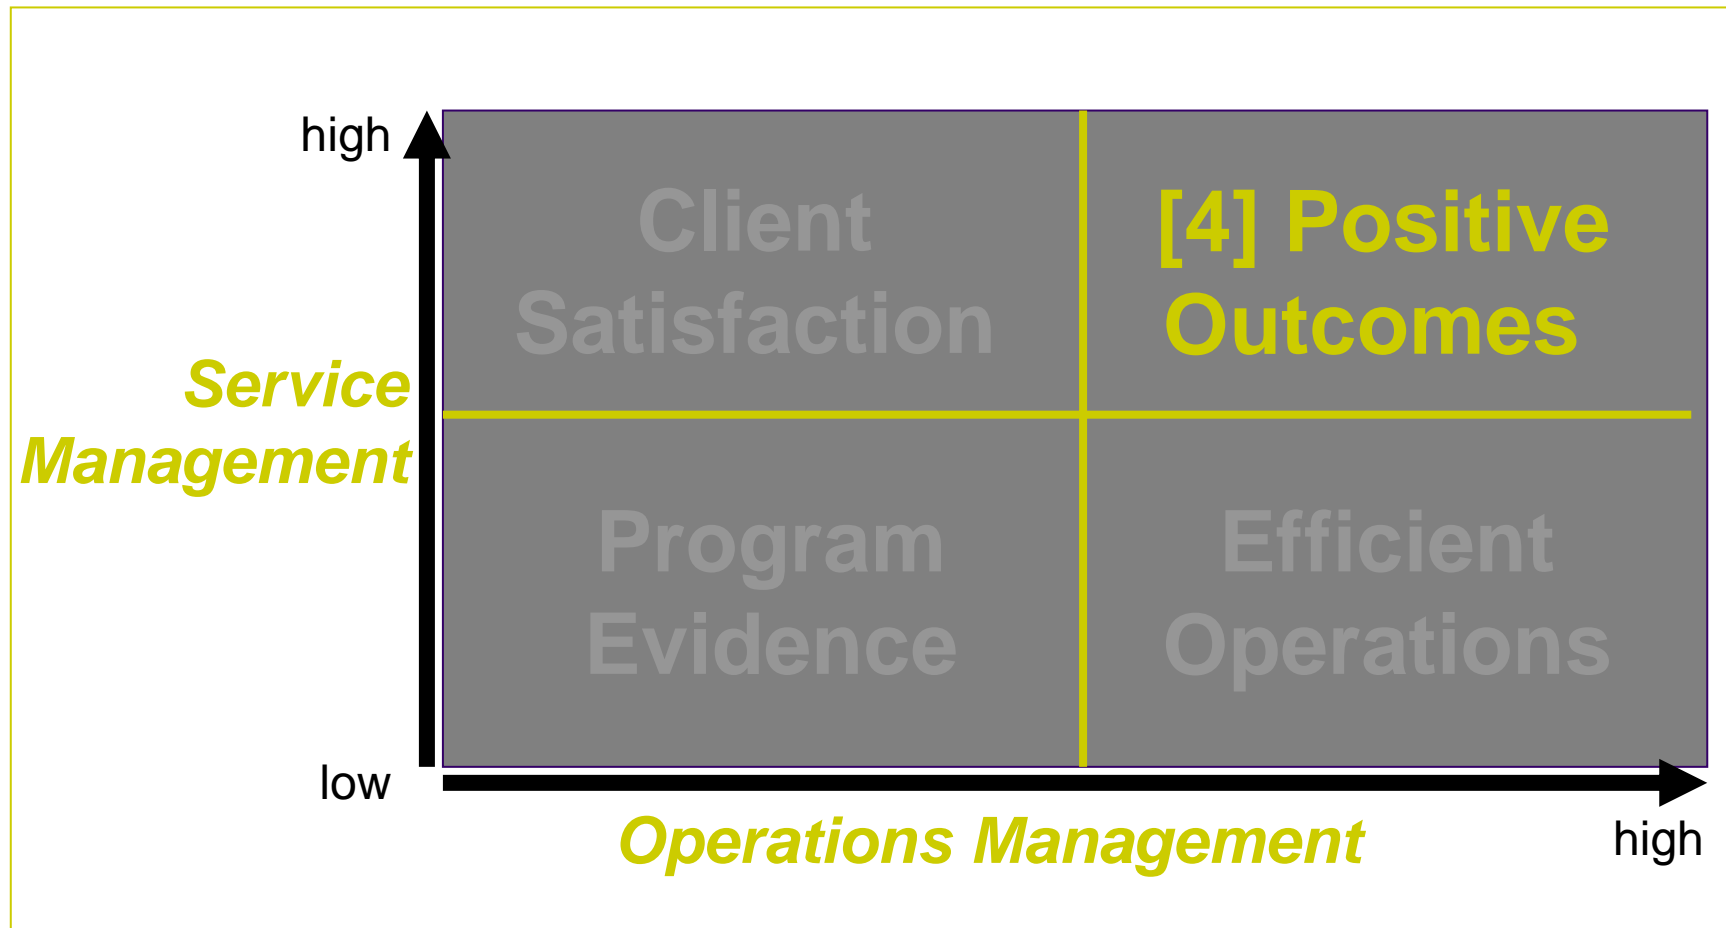 high
Client
Satisfaction
[4] Positive
Outcomes
Service
Management
Program
Evidence
Efficient
Operations
low
Operations Management
high